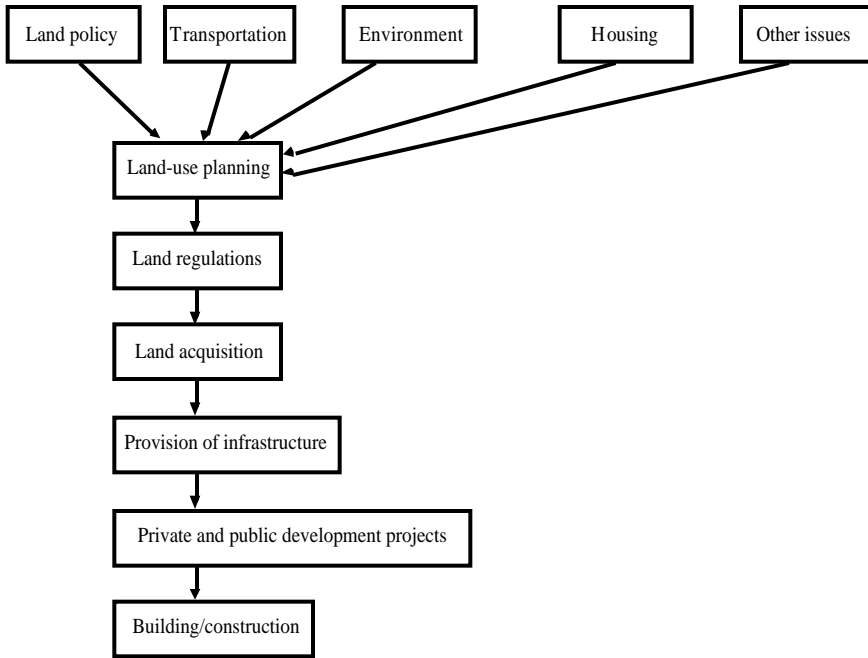 Land policy
Transportation
Environment
Housing
Other issues
Land-use planning
Land regulations
Land acquisition
Provision of infrastructure
Private and public development projects
Building/construction